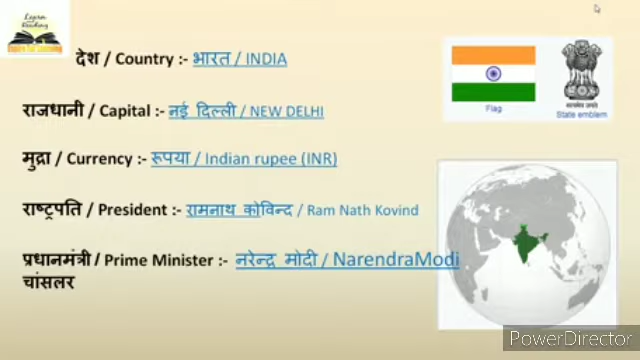 Learn
देश / Country :- भारत / INDIA
राजधानी / Capital :- नई दिल्ली / NEW DELHI
मुद्रा / Currency :- रूपया / Indian rupee (INR)
राष्ट्रपति / President :- रामनाथ कोविन्द / Ram Nath Kovind
प्रधानमंत्री / Prime Minister :- नरेन्द्र मोदी / NarendraModi
चांसलर
Flag
State emblem
PowerDirector